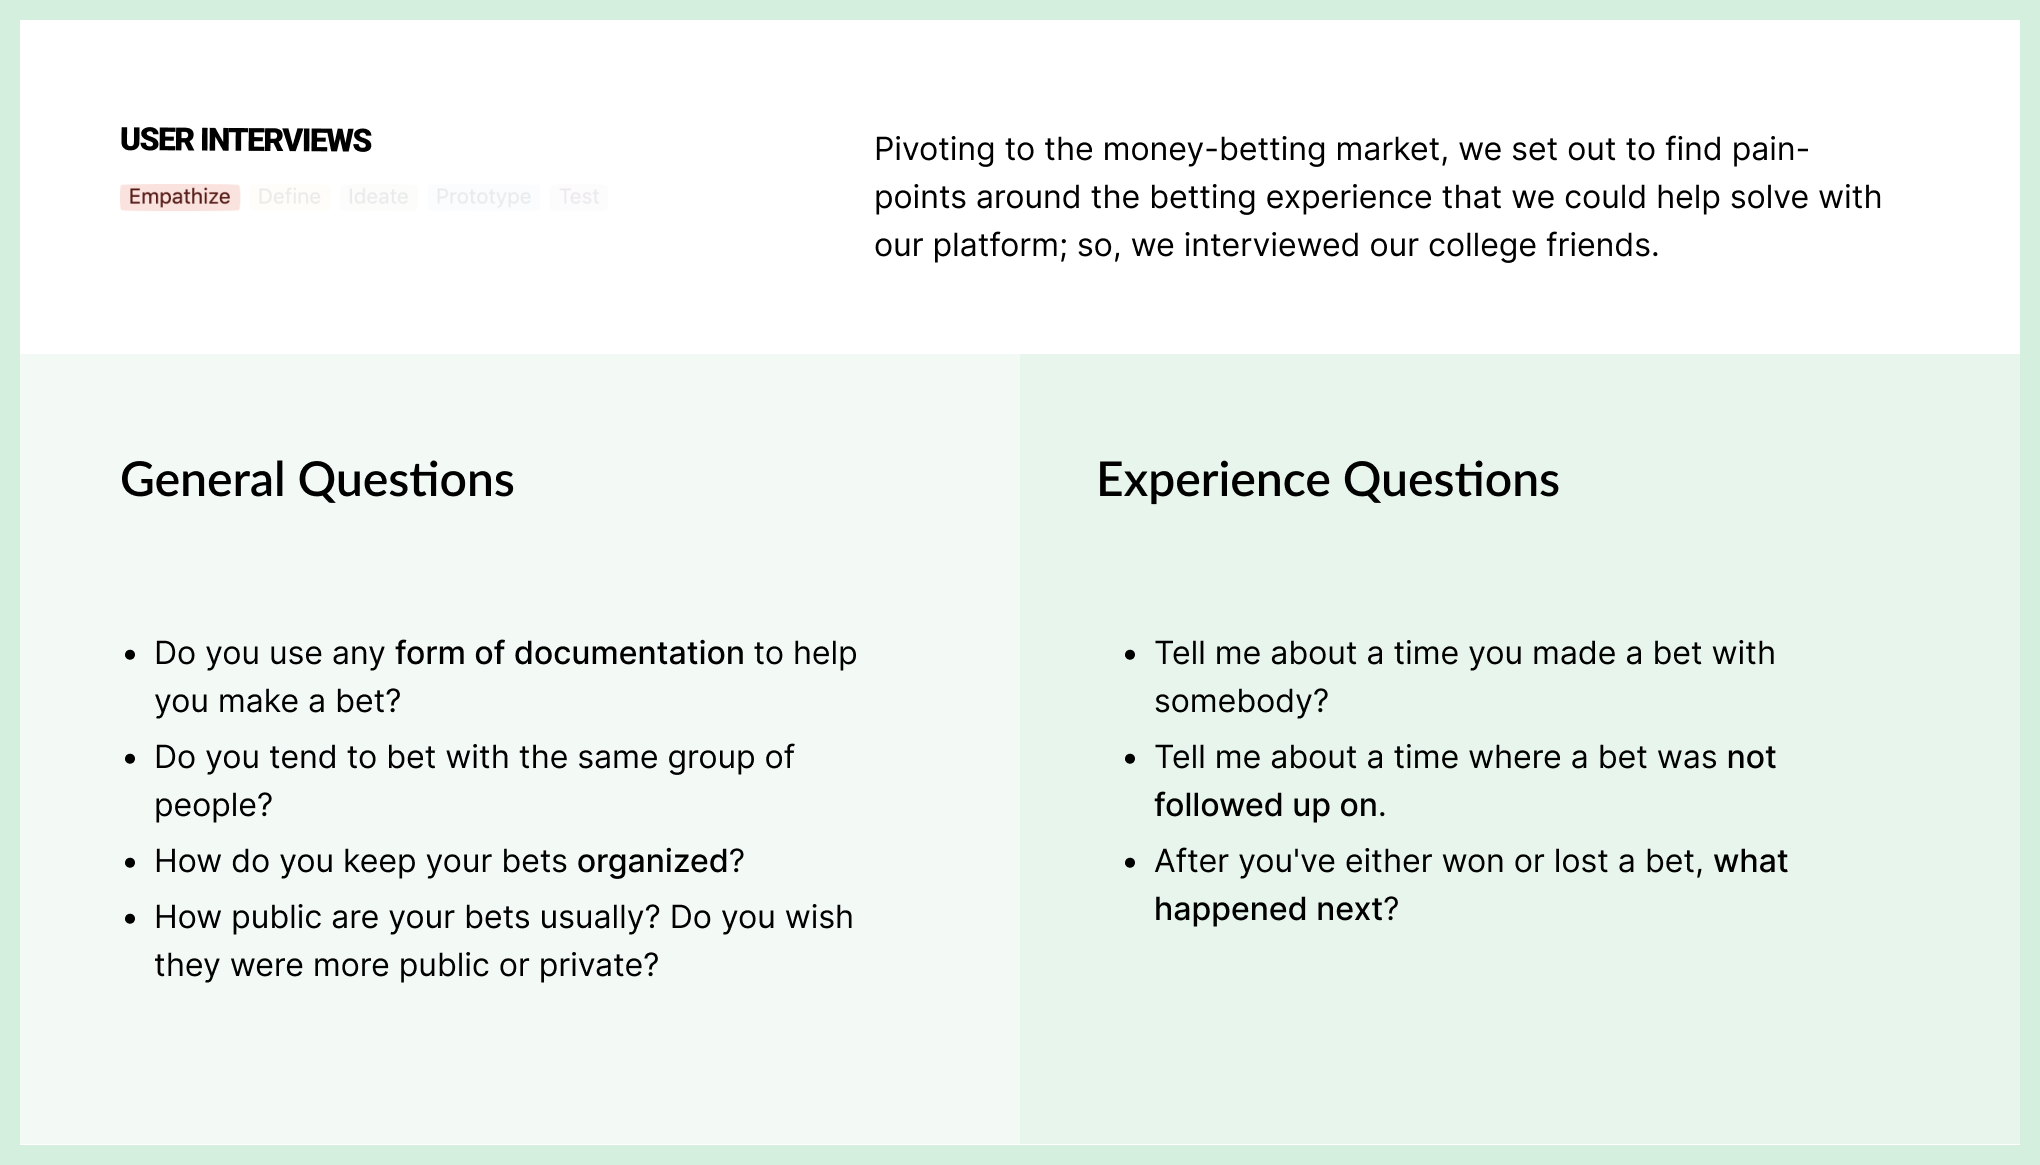 USER INTERVIEWS
Empathize Define Ideate Prototype Test
Pivoting to the money-betting market, we set out to find pain-
points around the betting experience that we could help solve with
our platform; so, we interviewed our college friends.
General Questions
• Do you use any form of documentation to help
you make a bet?
• Do you tend to bet with the same group of
people?
• How do you keep your bets organized?
• How public are your bets usually? Do you wish
they were more public or private?
Experience Questions
• Tell me about a time you made a bet with
somebody?
• Tell me about a time where a bet was not
followed up on.
• After you've either won or lost a bet, what
happened next?